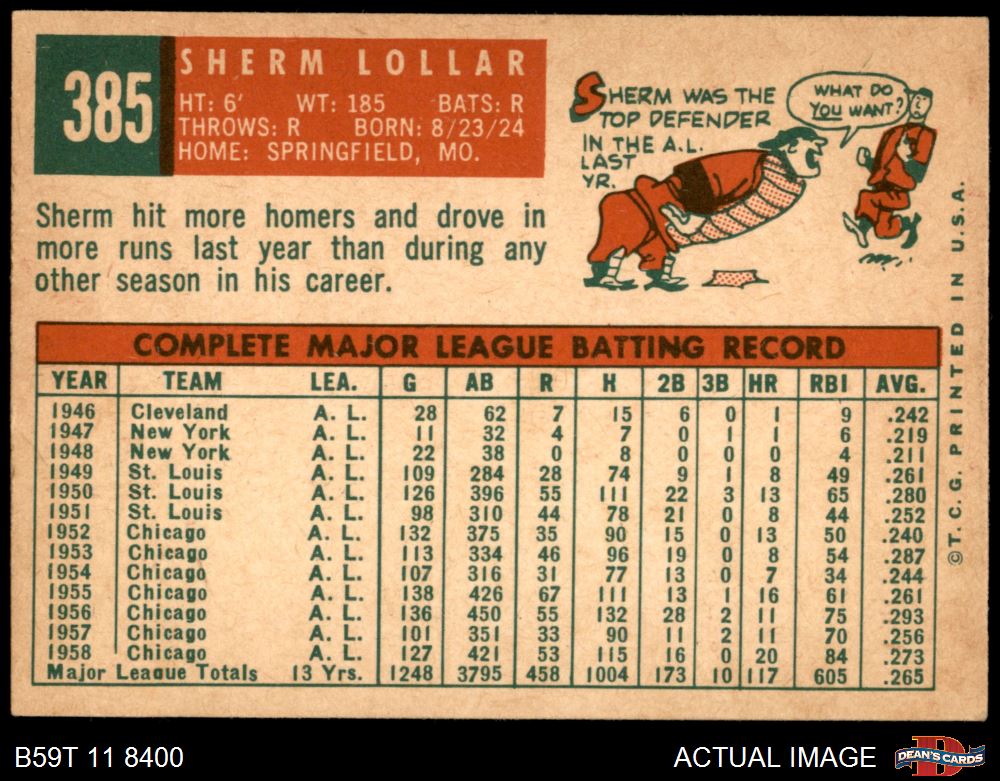 385
SHERM LOLLAR
HT: 6' WT: 185 BATS: R
THROWS: R BORN: 8/23/24
HOME: SPRINGFIELD, MO.
SHERM WAS THE
TOP DEFENDER
IN THE A.L.
LAST
YR.
WHAT DO
YOU WANT?
Sherm hit more homers and drove in
more runs last year than during any
other season in his career.
COMPLETE MAJOR LEAGUE BATTING RECORD
YEAR TEAM LEA. G AB R H 2B 3B HR RBI AVG.
1946 Cleveland A. L. 28 62 7 15 6 0 1 9 .242
1947 New York A. L. 11 32 4 7 0 1 1 6 .219
1948 New York A. L. 22 38 0 8 0 0 0 4 .211
1949 St. Louis A. L. 109 284 28 74 9 1 8 49 .261
1950 St. Louis A. L. 126 396 55 111 22 3 13 65 .280
1951 St. Louis A. L. 98 310 44 78 21 0 8 44 .252
1952 Chicago A. L. 132 375 35 90 15 0 13 50 .240
1953 Chicago A. L. 113 334 46 96 19 0 8 54 .287
1954 Chicago A. L. 107 316 31 77 13 0 7 34 .244
1955 Chicago A. L. 138 426 67 111 13 1 16 61 .261
1956 Chicago A. L. 136 450 55 132 28 2 11 75 .293
1957 Chicago A. L. 101 351 33 90 11 2 11 70 .256
1958 Chicago A. L. 127 421 53 115 16 0 20 84 .273
Major League Totals 13 Yrs. 1248 3795 458 1004 173 10 117 605 .265
©T. C. G. PRINTED IN U.S.A.
B59T 11 8400
ACTUAL IMAGE
D
DEAN'S CARDS